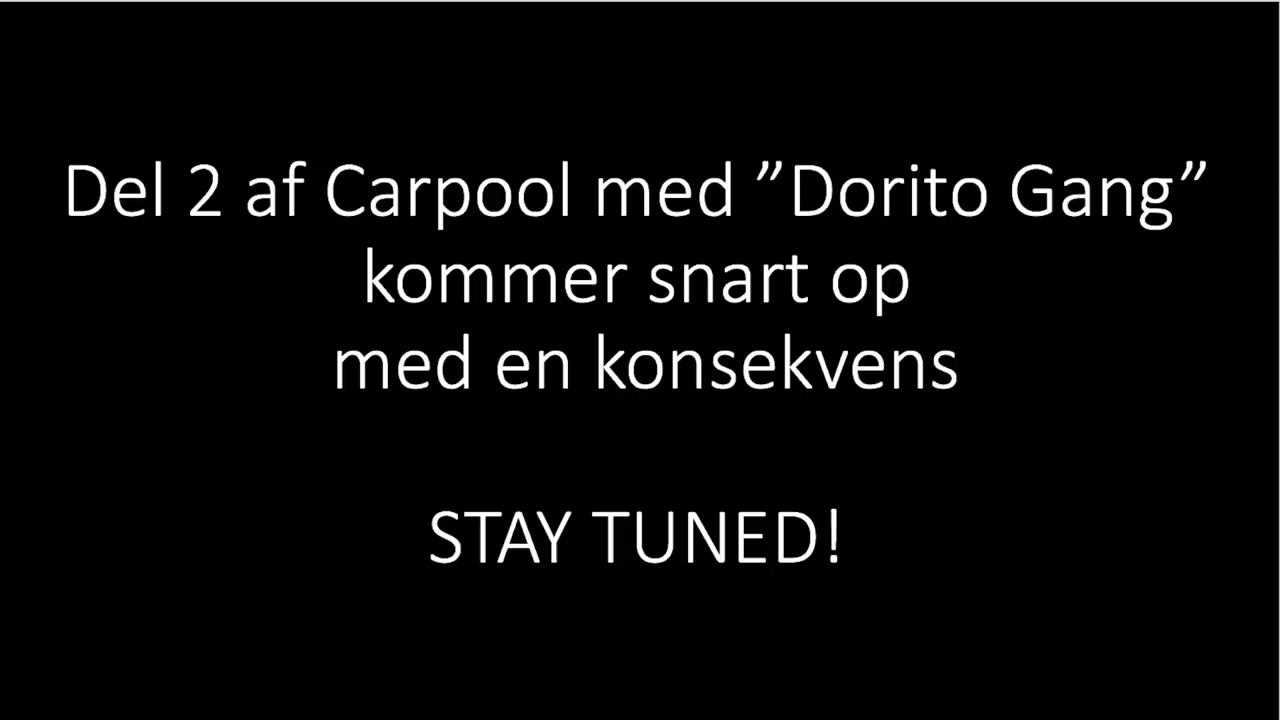 Del 2 af Carpool med ”Dorito Gang”
kommer snart op
med en konsekvens
STAY TUNED!